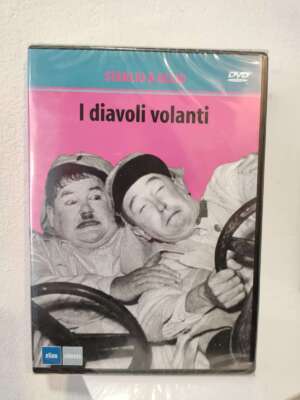 STANLIO & OLLIO
DVD
I diavoli volanti